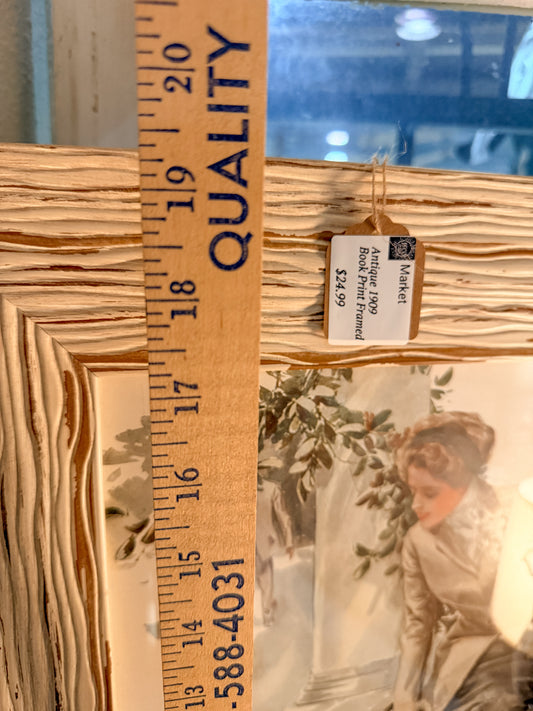 QUALITY
20
19
18
17
16
15
14
13
-588-4031
Market
Antique 1909
Book Print Framed
$24.99